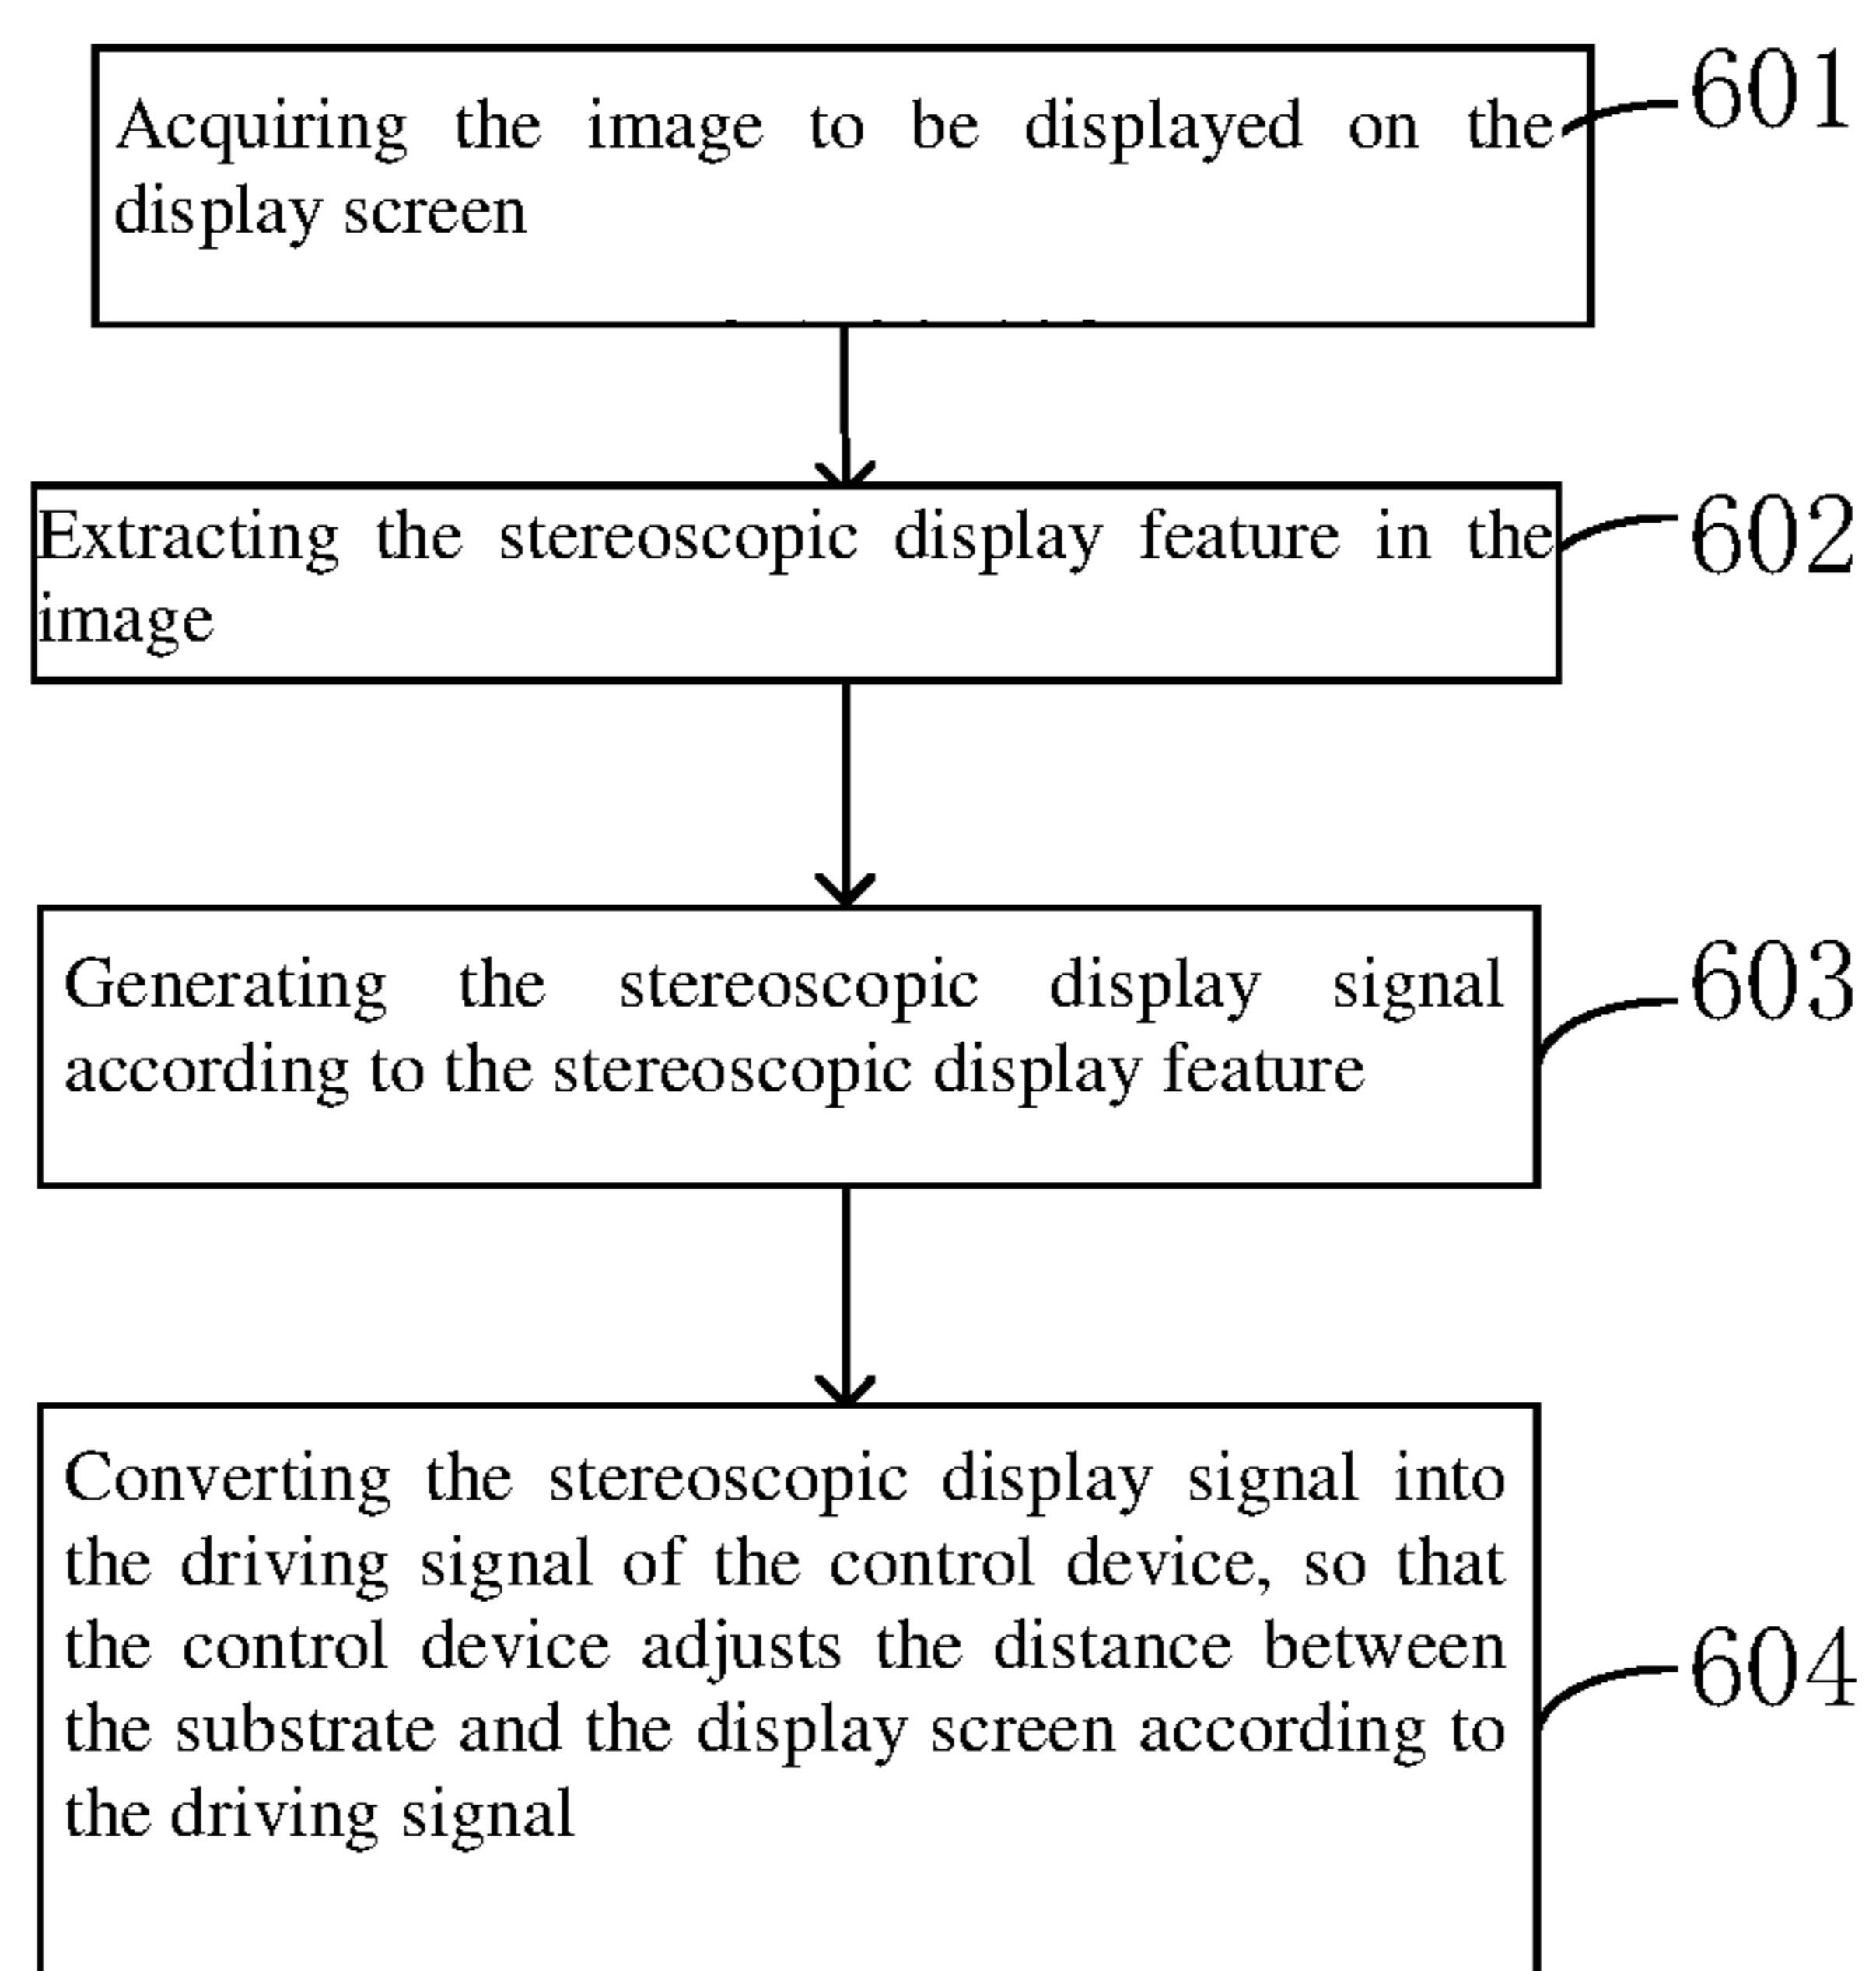 Acquiring the image to be displayed on the
display screen
601
Extracting the stereoscopic display feature in the
image
602
Generating the stereoscopic display signal
according to the stereoscopic display feature
603
Converting the stereoscopic display signal into
the driving signal of the control device, so that
the control device adjusts the distance between
the substrate and the display screen according to
the driving signal
604